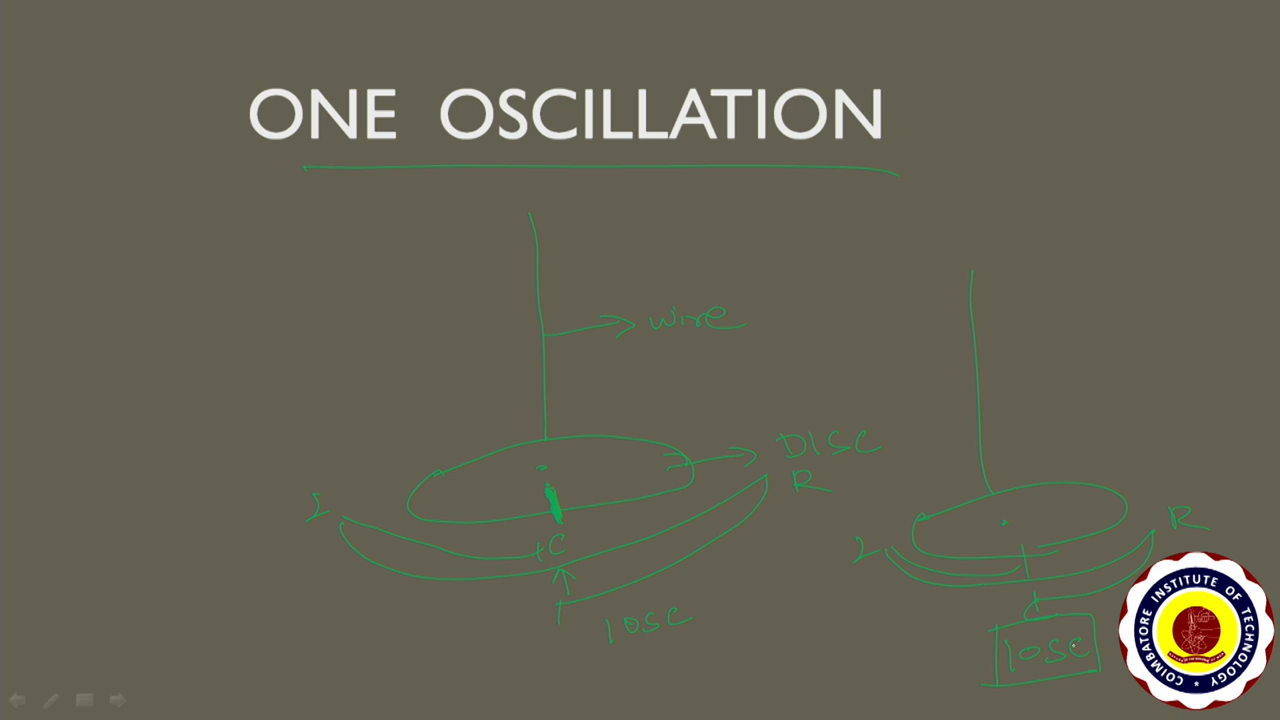 ONE OSCILLATION
wire
DISC
R
L
C
1 OSC
R
L
C
1 OSC
COIMBATORE INSTITUTE OF TECHNOLOGY